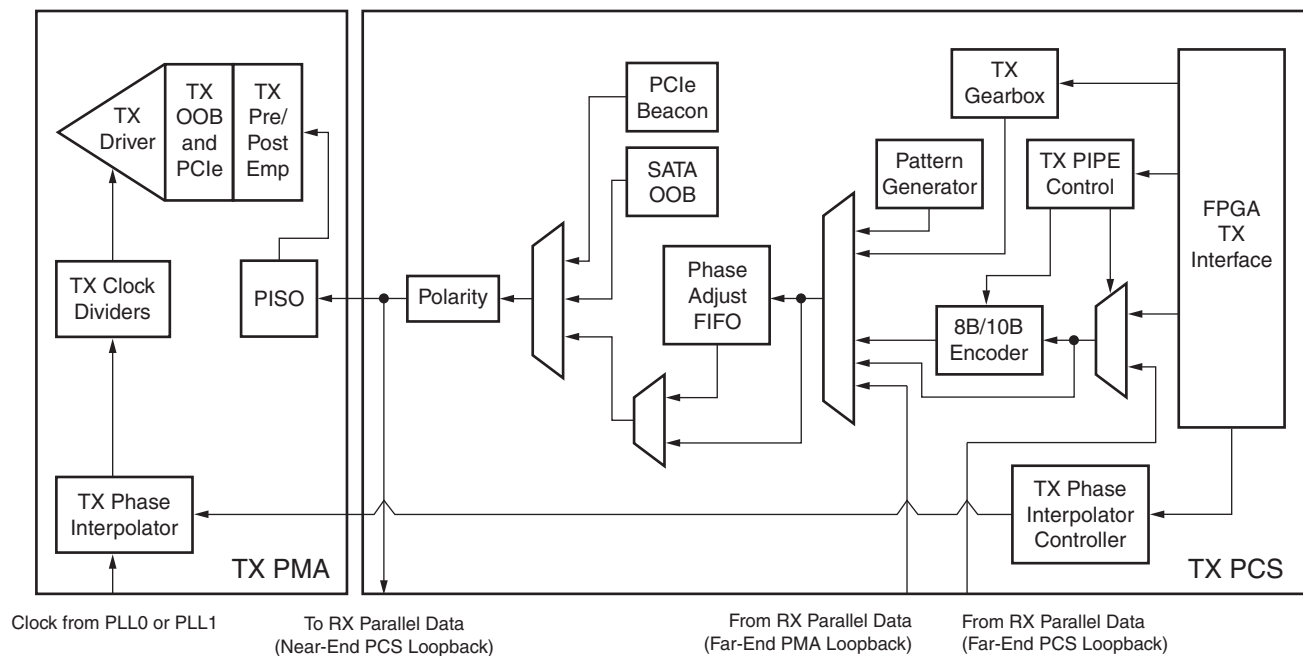 TX
Driver
TX
OOB
and
PCIe
TX
Pre/
Post
Emp
TX Clock
Dividers
PISO
TX Phase
Interpolator
TX PMA
PCIe
Beacon
SATA
OOB
Polarity
Phase
Adjust
FIFO
TX
Gearbox
Pattern
Generator
TX PIPE
Control
8B/10B
Encoder
FPGA
TX
Interface
TX Phase
Interpolator
Controller
TX PCS
Clock from PLL0 or PLL1
To RX Parallel Data
(Near-End PCS Loopback)
From RX Parallel Data
(Far-End PMA Loopback)
From RX Parallel Data
(Far-End PCS Loopback)